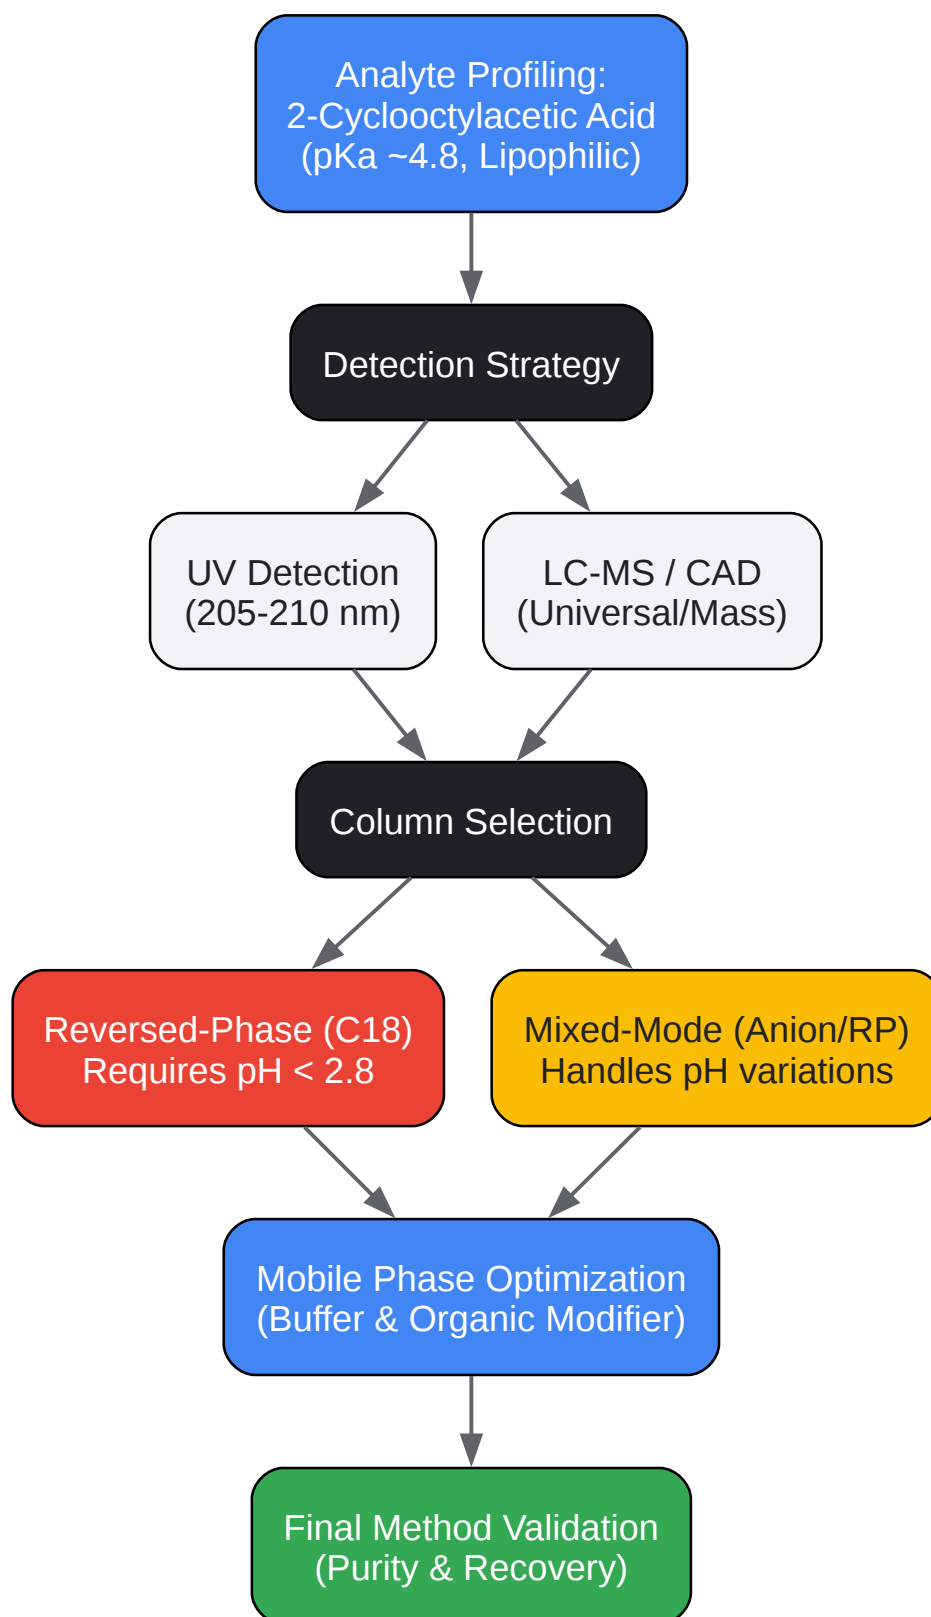 Analyte Profiling:
2-Cyclooctylacetic Acid
(pKa ~4.8, Lipophilic)
Detection Strategy
UV Detection
(205-210 nm)
LC-MS / CAD
(Universal/Mass)
Column Selection
Reversed-Phase (C18)
Requires pH < 2.8
Mixed-Mode (Anion/RP)
Handles pH variations
Mobile Phase Optimization
(Buffer & Organic Modifier)
Final Method Validation
(Purity & Recovery)